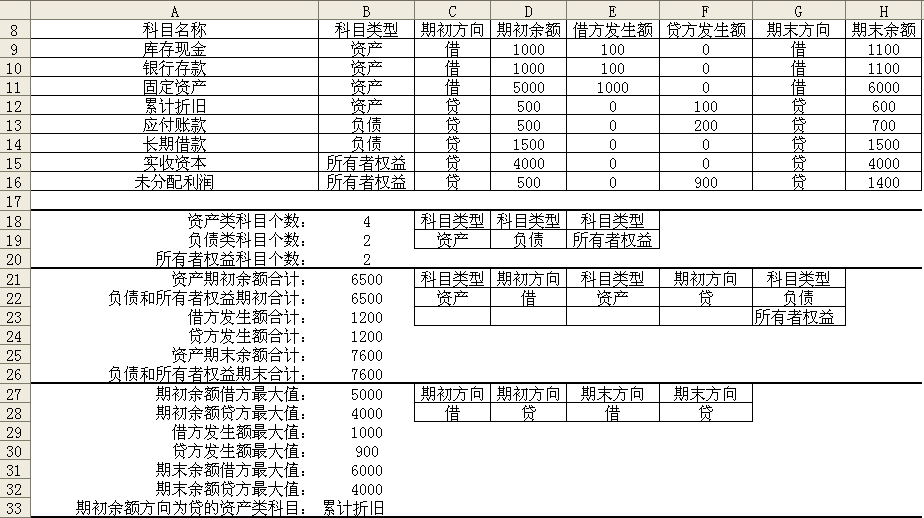 A B C D E F G H
8 科目名称 科目类型 期初方向 期初余额 借方发生额 贷方发生额 期末方向 期末余额
9 库存现金 资产 借 1000 100 0 借 1100
10 银行存款 资产 借 1000 100 0 借 1100
11 固定资产 资产 借 5000 1000 0 借 6000
12 累计折旧 资产 贷 500 0 100 贷 600
13 应付账款 负债 贷 500 0 200 贷 700
14 长期借款 负债 贷 1500 0 0 贷 1500
15 实收资本 所有者权益 贷 4000 0 0 贷 4000
16 未分配利润 所有者权益 贷 500 0 900 贷 1400
17
18 资产类科目个数： 4 科目类型 科目类型 科目类型
19 负债类科目个数： 2 资产 负债 所有者权益
20 所有者权益科目个数： 2
21 资产期初余额合计： 6500 科目类型 期初方向 科目类型 期初方向 科目类型
22 负债和所有者权益期初合计： 6500 资产 借 资产 贷 负债
23 借方发生额合计： 1200 所有者权益
24 贷方发生额合计： 1200
25 资产期末余额合计： 7600
26 负债和所有者权益期末合计： 7600
27 期初余额借方最大值： 5000 期初方向 期初方向 期末方向 期末方向
28 期初余额贷方最大值： 4000 借 贷 借 贷
29 借方发生额最大值： 1000
30 贷方发生额最大值： 900
31 期末余额借方最大值： 6000
32 期末余额贷方最大值： 4000
33 期初余额方向为贷的资产类科目： 累计折旧